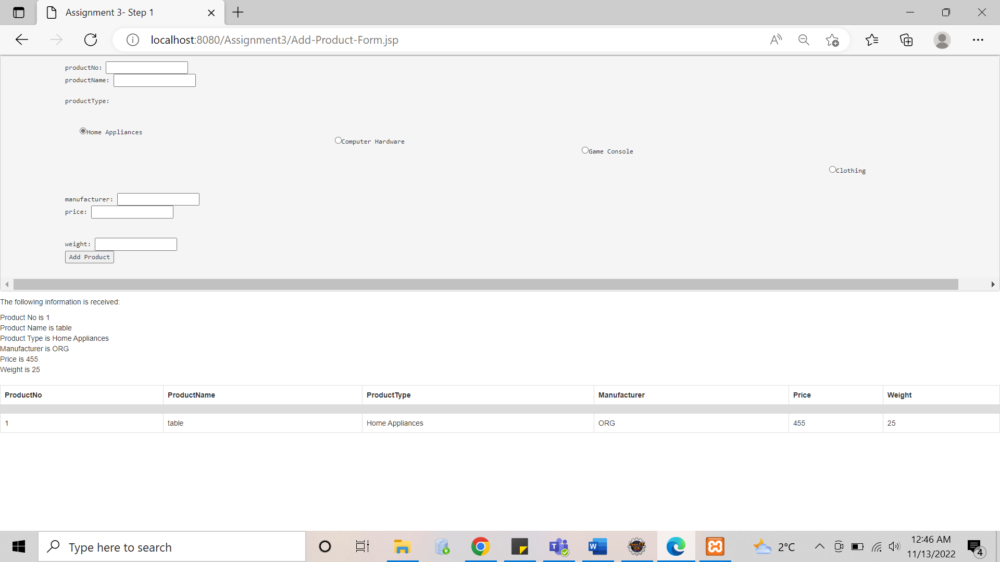 Assignment 3- Step 1
localhost:8080/Assignment3/Add-Product-Form.jsp
productNo:
productName:
productType:
Home Appliances
Computer Hardware
Game Console
Clothing
manufacturer:
price:
weight:
Add Product
The following information is received:
Product No is 1
Product Name is table
Product Type is Home Appliances
Manufacturer is ORG
Price is 455
Weight is 25
ProductNo ProductName ProductType Manufacturer Price Weight
1 table Home Appliances ORG 455 25
Type here to search
2°C
12:46 AM
11/13/2022
4